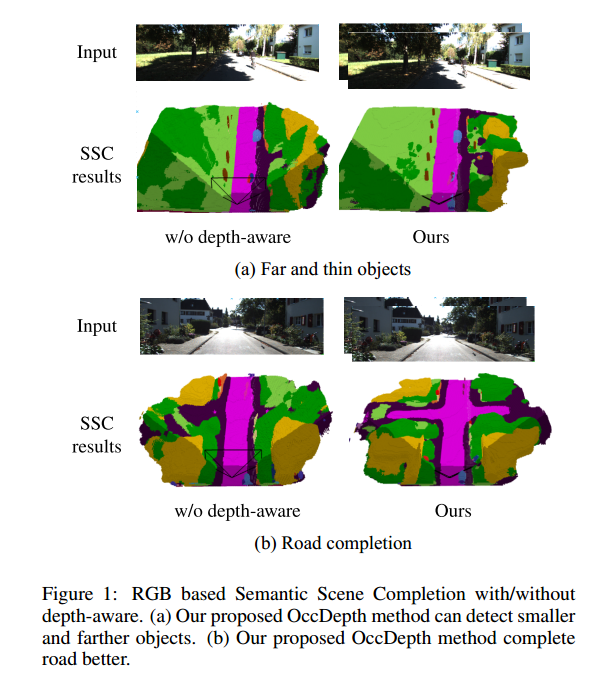 Input
SSC
results
w/o depth-aware
Ours
(a) Far and thin objects
Input
SSC
results
w/o depth-aware
Ours
(b) Road completion
Figure 1: RGB based Semantic Scene Completion with/without
depth-aware. (a) Our proposed OccDepth method can detect smaller
and farther objects. (b) Our proposed OccDepth method complete
road better.